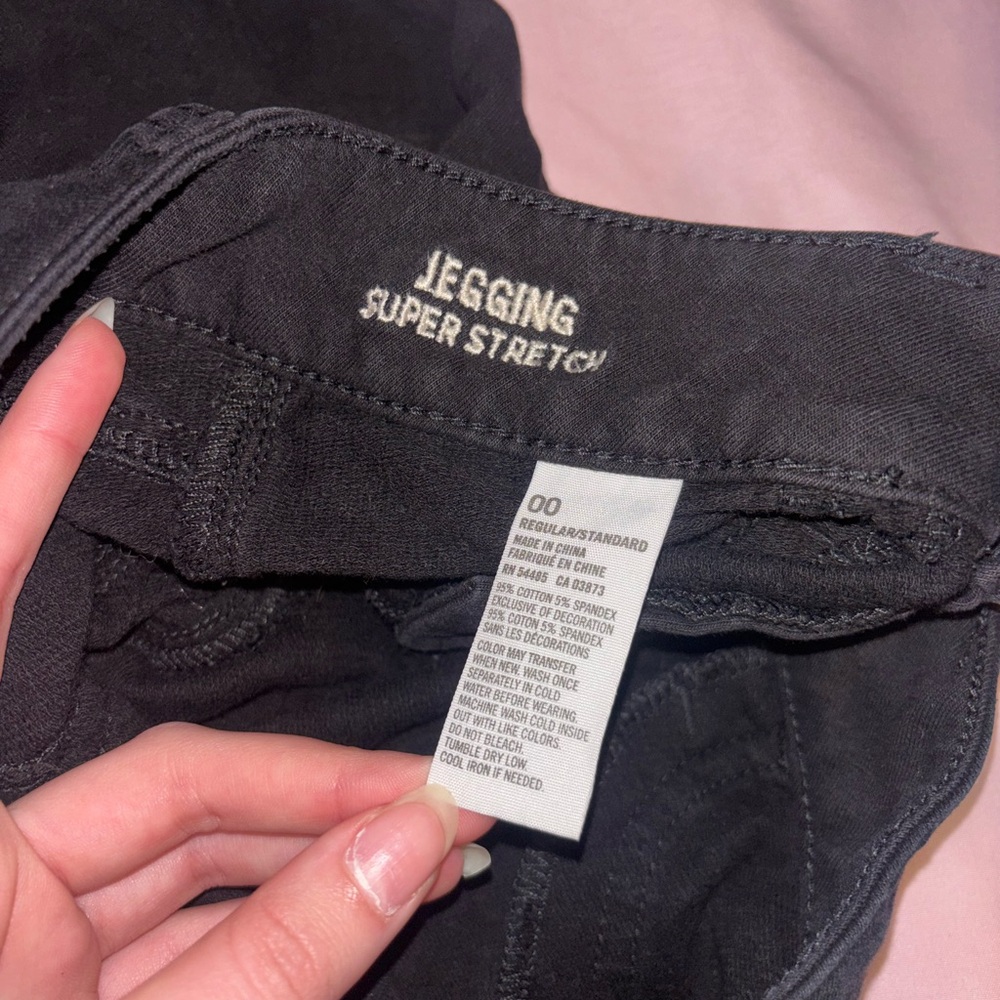 JEGGING
SUPER STRETCH
00
REGULAR/STANDARD
MADE IN CHINA
FABRIQUÉ EN CHINE
RN 54485 CA 03873
95% COTTON 5% SPANDEX
EXCLUSIVE OF DECORATION
95% COTTON 5% SPANDEX
SANS LES DÉCORATIONS
COLOR MAY TRANSFER
WHEN NEW. WASH ONCE
SEPARATELY IN COLD
WATER BEFORE WEARING.
MACHINE WASH COLD INSIDE
OUT WITH LIKE COLORS.
DO NOT BLEACH.
TUMBLE DRY LOW.
COOL IRON IF NEEDED.